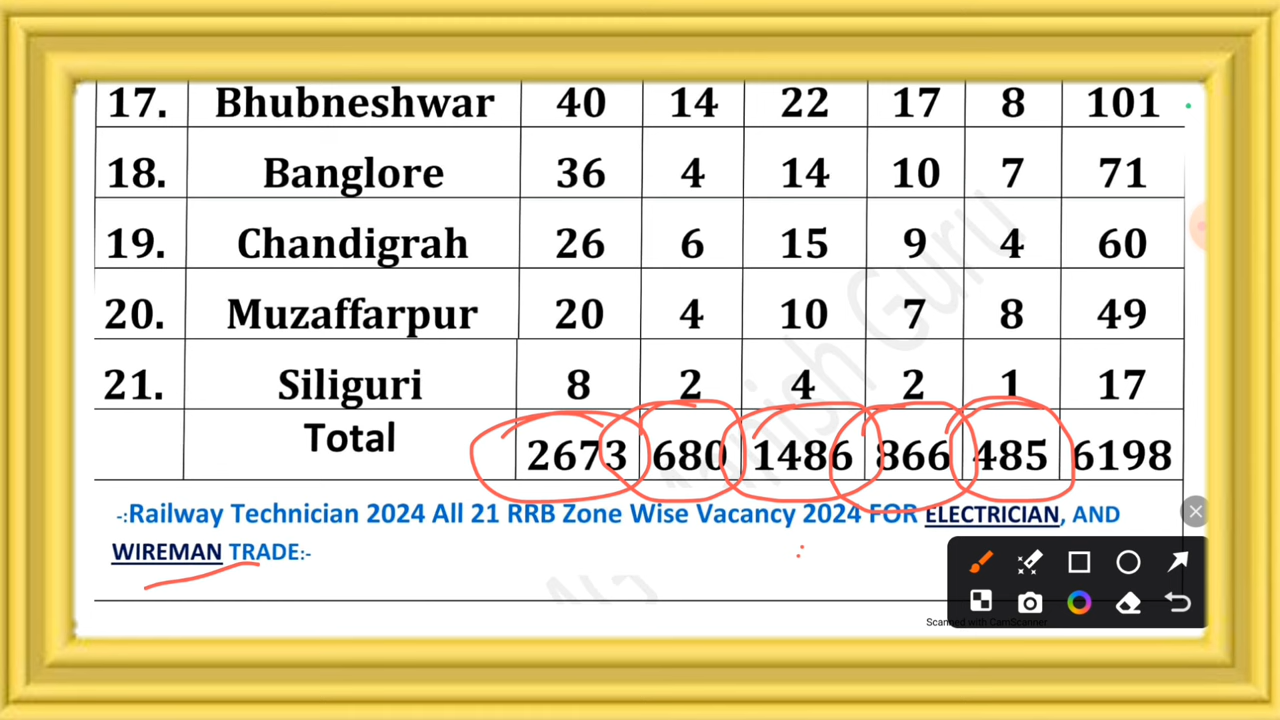 17. Bhubneshwar 40 14 22 17 8 101
18. Banglore 36 4 14 10 7 71
19. Chandigrah 26 6 15 9 4 60
20. Muzaffarpur 20 4 10 7 8 49
21. Siliguri 8 2 4 2 1 17
Total 2673 680 1486 866 485 6198
-:Railway Technician 2024 All 21 RRB Zone Wise Vacancy 2024 FOR ELECTRICIAN, AND
WIREMAN TRADE:-
Scanned with CamScanner